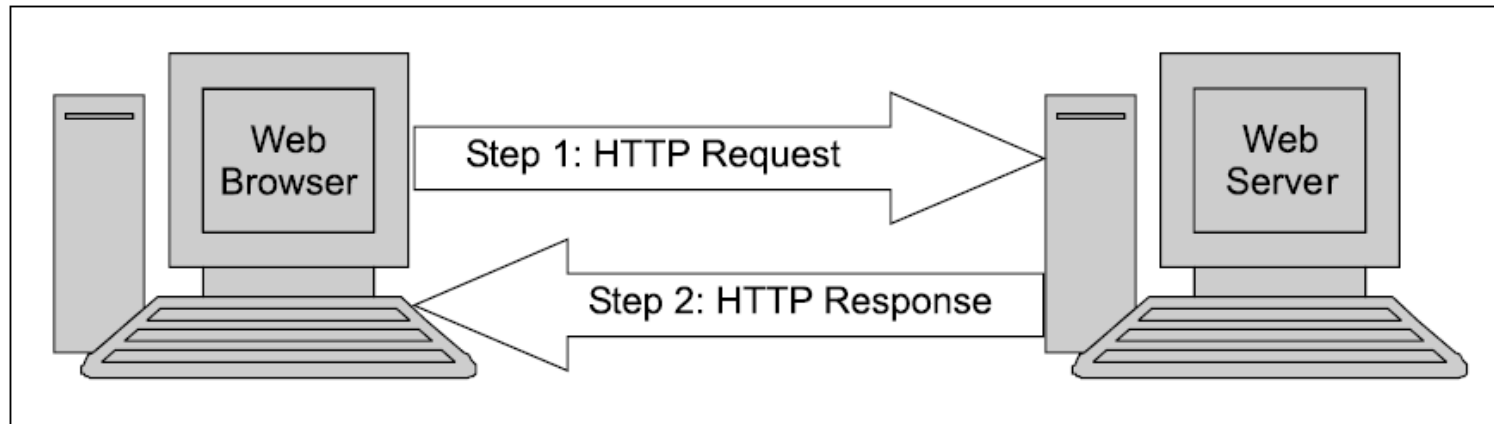 Web
Browser
Step 1: HTTP Request
Web
Server
Step 2: HTTP Response